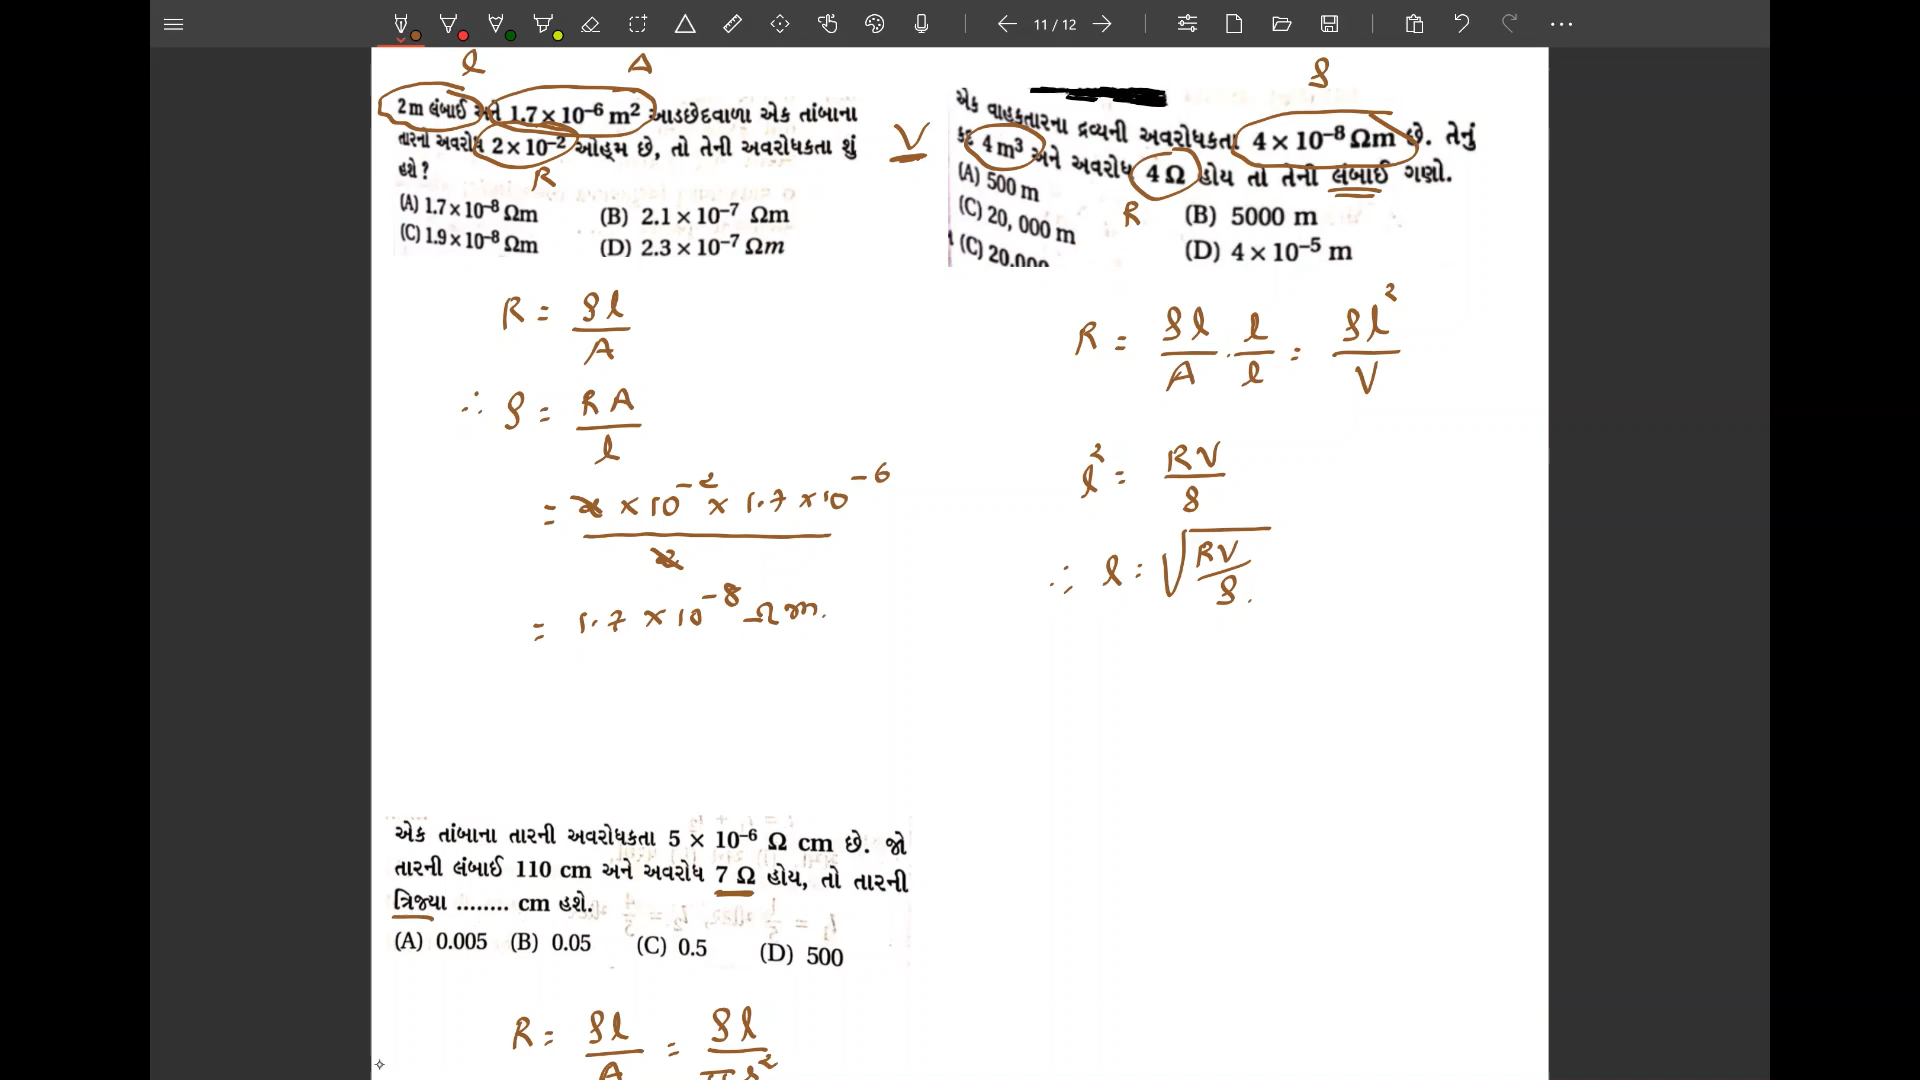 11 / 12
l A
2 m લંબાઈ અને 1.7 × 10⁻⁶ m² આડછેદવાળા એક તાંબાના
તારનો અવરોધ 2 × 10⁻² ઓહ્મ છે, તો તેની અવરોધકતા શું
હશે ?
R
(A) 1.7 × 10⁻⁸ Ωm (B) 2.1 × 10⁻⁷ Ωm
(C) 1.9 × 10⁻⁸ Ωm (D) 2.3 × 10⁻⁷ Ωm
R = ρl / A
∴ ρ = RA / l
= 2 × 10⁻² × 1.7 × 10⁻⁶ / 2
= 1.7 × 10⁻⁸ Ωm.
V
ρ
એક વાહકતારના દ્રવ્યની અવરોધકતા 4 × 10⁻⁸ Ωm છે. તેનું
કદ 4 m³ અને અવરોધ 4 Ω હોય તો તેની લંબાઈ ગણો.
R
(A) 500 m (B) 5000 m
(C) 20, 000 m (D) 4 × 10⁻⁵ m
(C) 20.000
R = ρl / A · l / l = ρl² / V
l² = RV / ρ
∴ l = √RV / ρ.
એક તાંબાના તારની અવરોધકતા 5 × 10⁻⁶ Ω cm છે. જો
તારની લંબાઈ 110 cm અને અવરોધ 7 Ω હોય, તો તારની
ત્રિજ્યા ........ cm હશે.
(A) 0.005 (B) 0.05 (C) 0.5 (D) 500
R = ρl / A = ρl / πr²